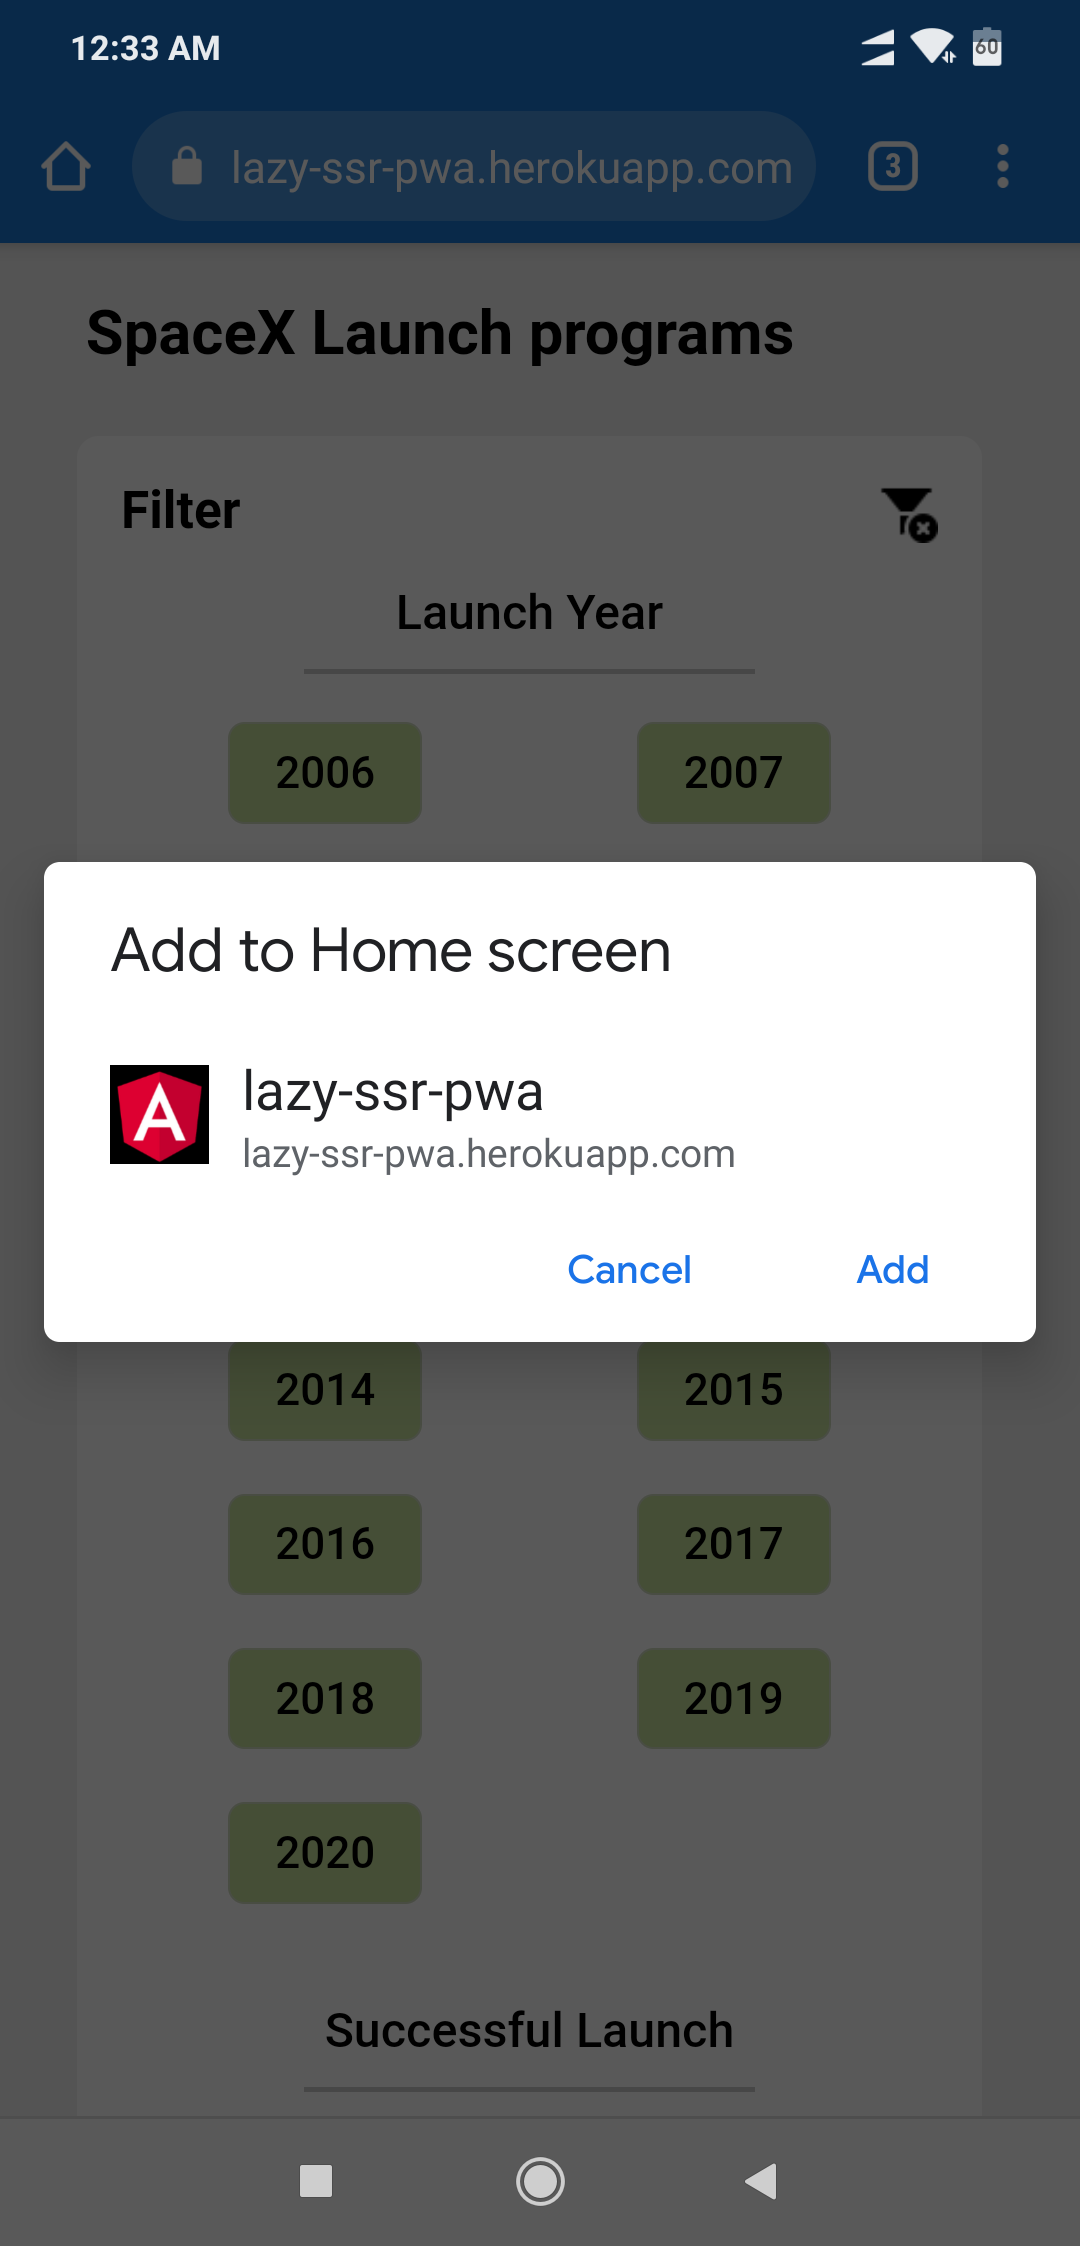 12:33 AM
60
lazy-ssr-pwa.herokuapp.com
3
SpaceX Launch programs
Filter
Launch Year
2006 2007
Add to Home screen
A
lazy-ssr-pwa
lazy-ssr-pwa.herokuapp.com
Cancel Add
2014 2015
2016 2017
2018 2019
2020
Successful Launch